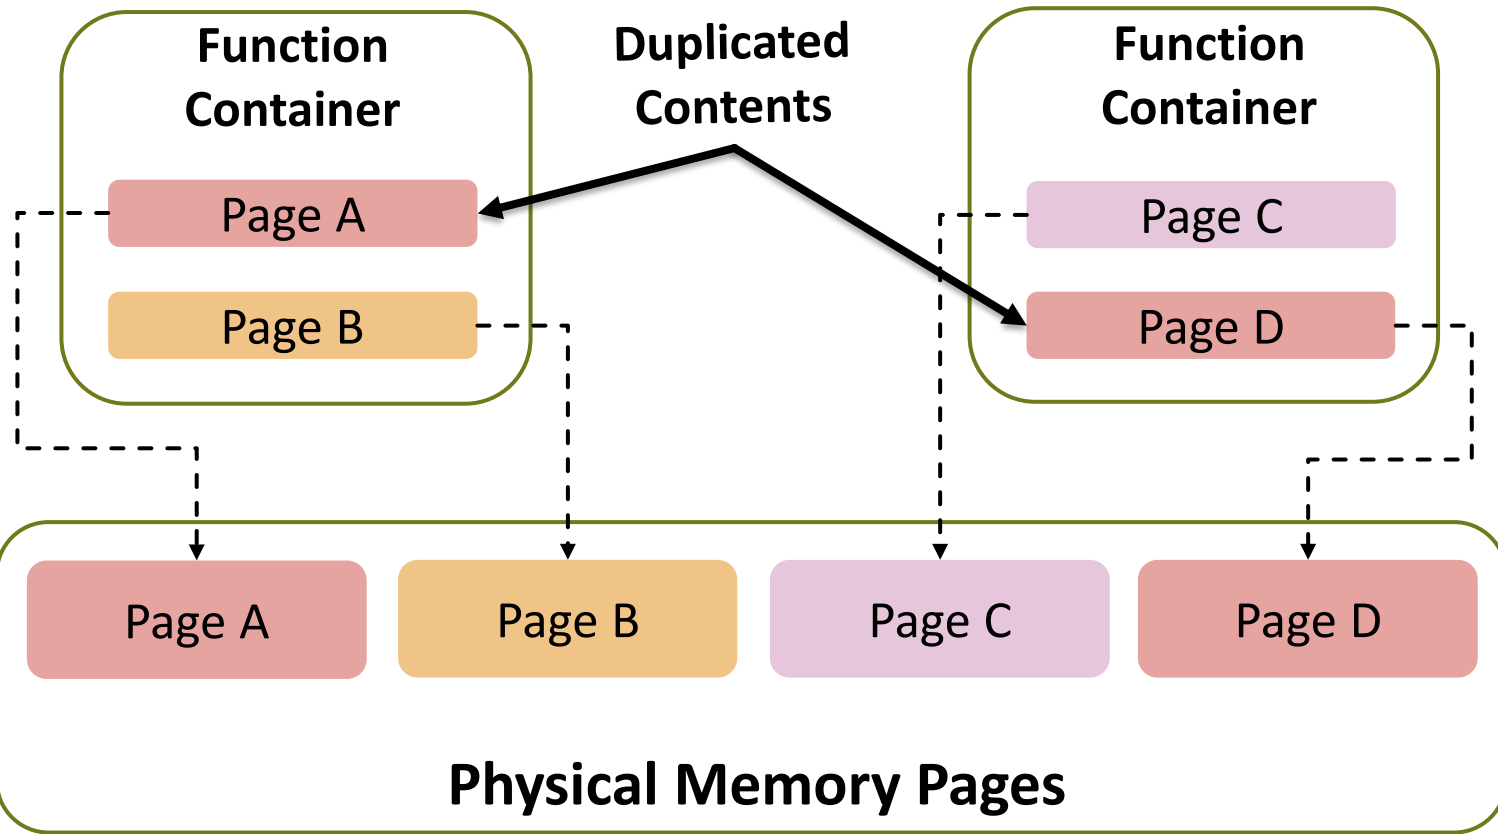 Function
Container
Page A
Page B
Duplicated
Contents
Function
Container
Page C
Page D
Page A
Page B
Page C
Page D
Physical Memory Pages